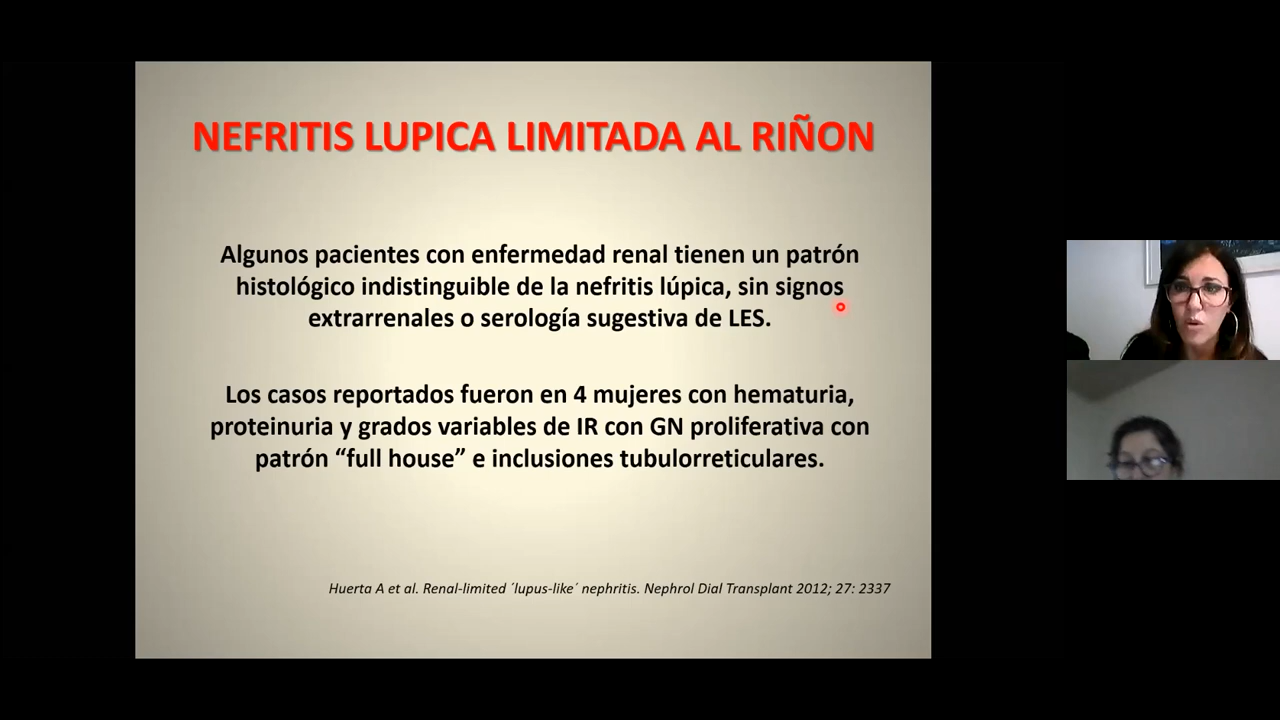 NEFRITIS LUPICA LIMITADA AL RIÑON
Algunos pacientes con enfermedad renal tienen un patrón
histológico indistinguible de la nefritis lúpica, sin signos
extrarrenales o serología sugestiva de LES.
Los casos reportados fueron en 4 mujeres con hematuria,
proteinuria y grados variables de IR con GN proliferativa con
patrón “full house” e inclusiones tubulorreticulares.
Huerta A et al. Renal-limited ´lupus-like´ nephritis. Nephrol Dial Transplant 2012; 27: 2337